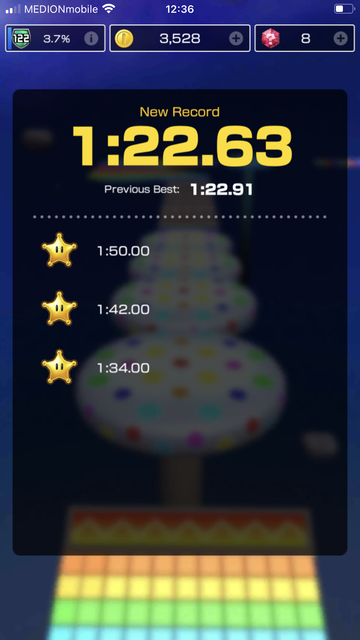 MEDIONmobile 12:36
122 3.7% i 3,528 + 8 +
New Record
1:22.63
Previous Best: 1:22.91
1:50.00
1:42.00
1:34.00